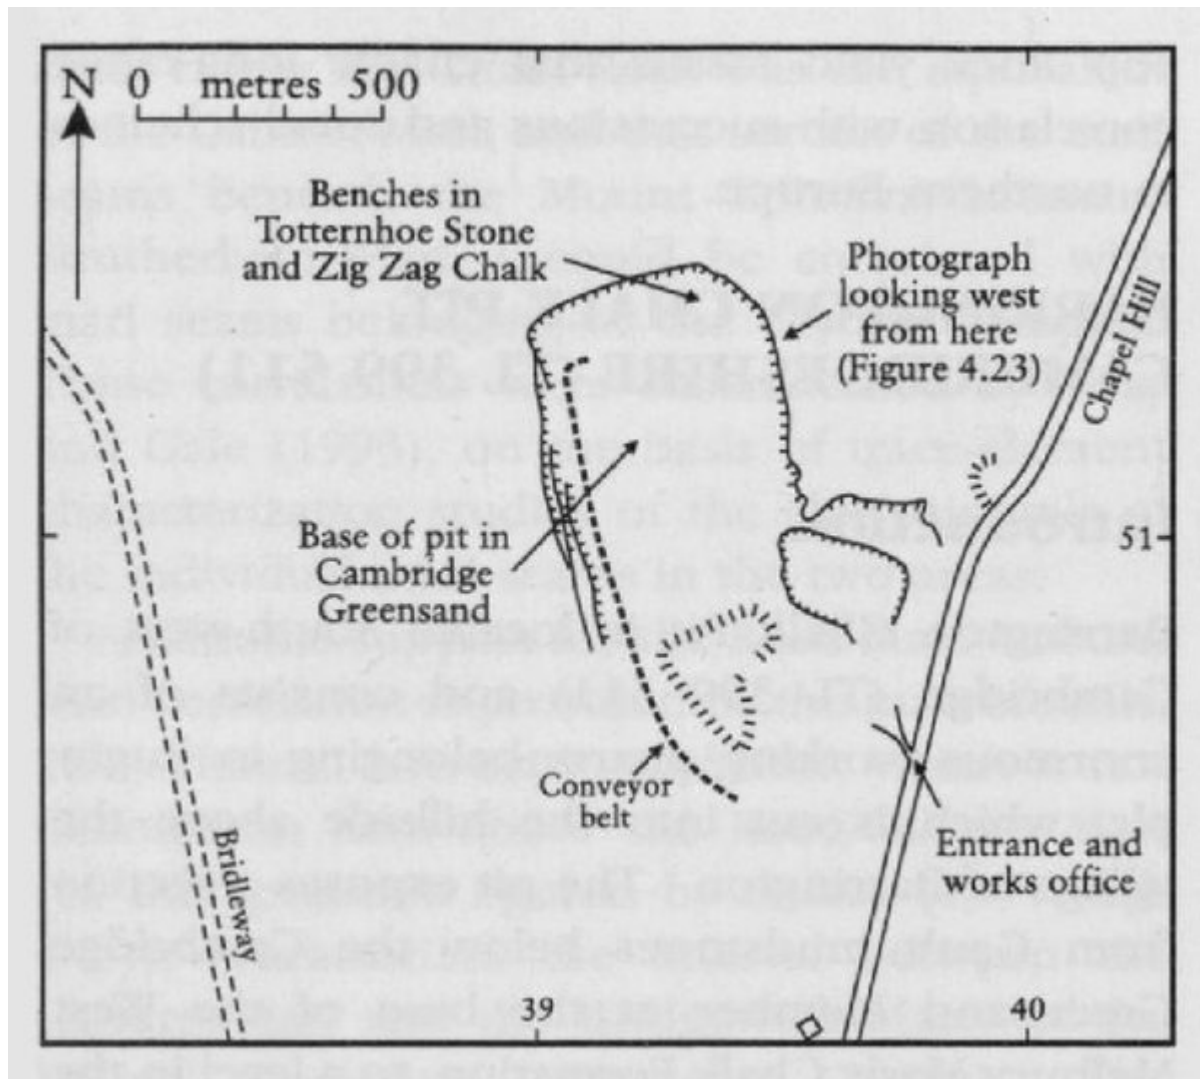 N 0 metres 500
Benches in
Totternhoe Stone
and Zig Zag Chalk
Photograph
looking west
from here
(Figure 4.23)
Chapel Hill
Base of pit in
Cambridge
Greensand
51
Conveyor
belt
Entrance and
works office
Bridleway
39
40